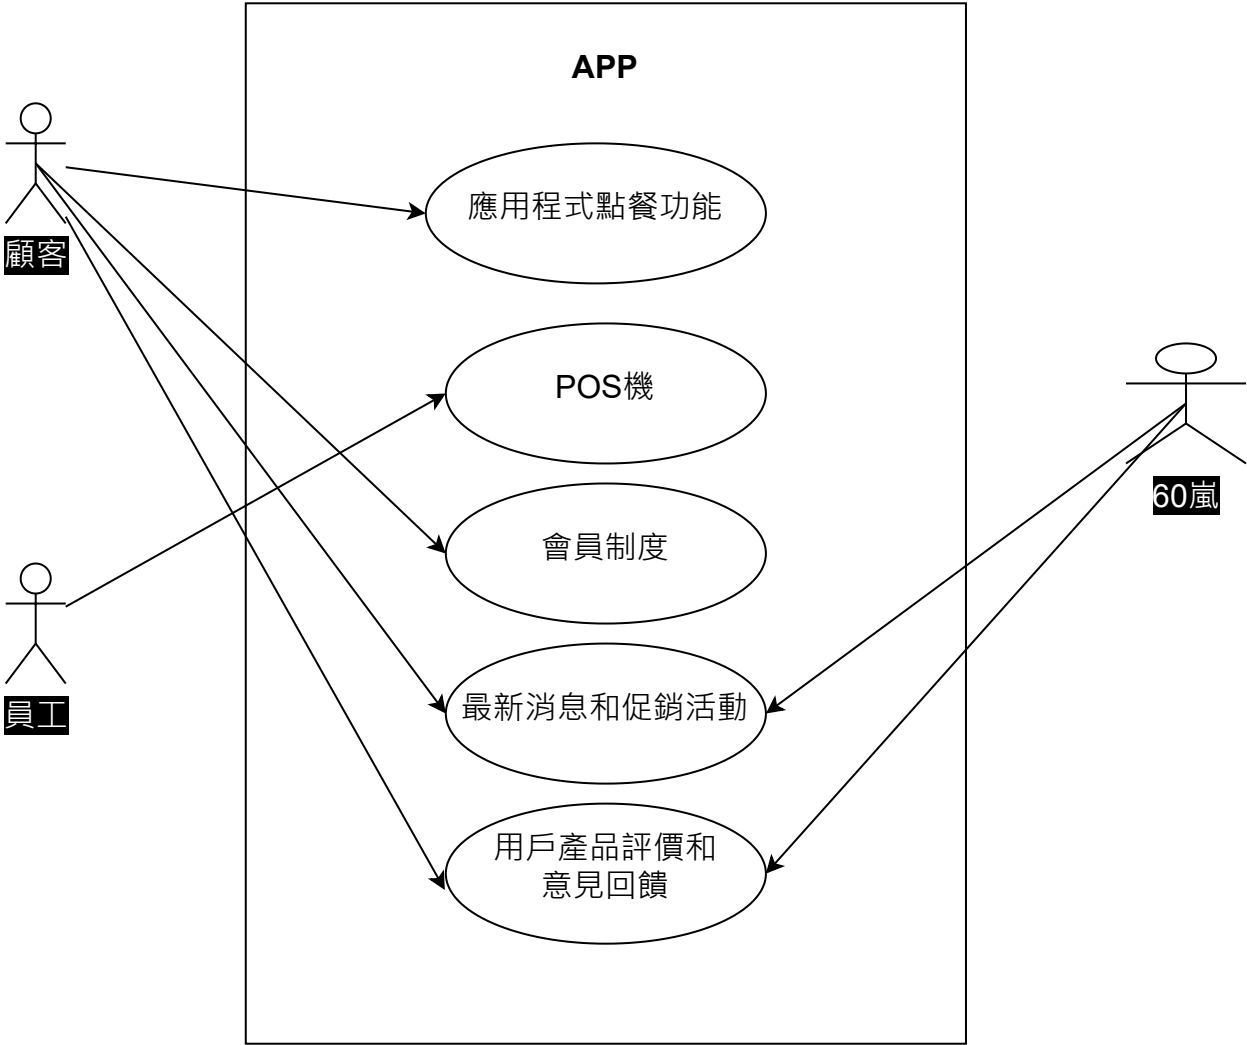 APP
應用程式點餐功能
顧客
POS機
60嵐
會員制度
員工
最新消息和促銷活動
用戶產品評價和
意見回饋